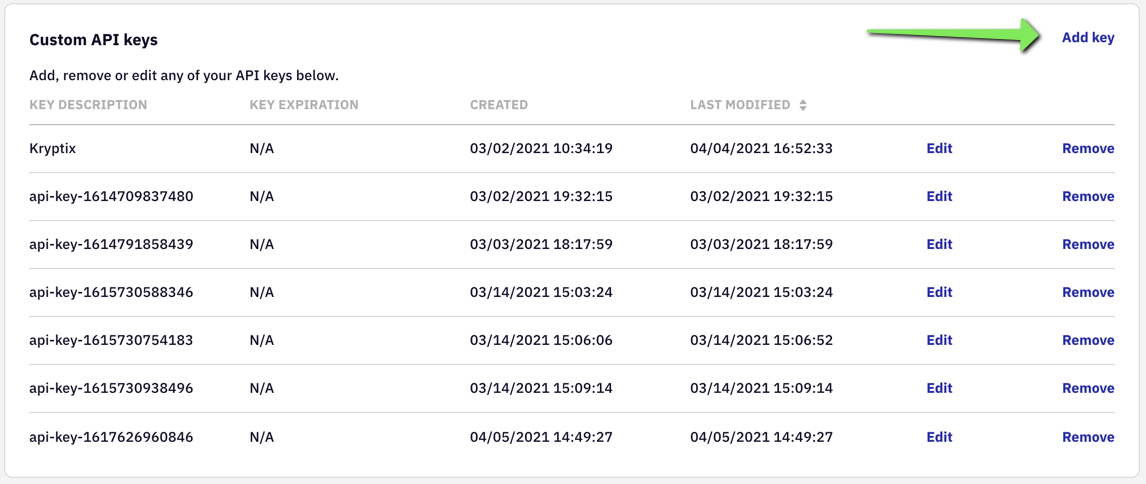 Custom API keys Add key
Add, remove or edit any of your API keys below.
KEY DESCRIPTION KEY EXPIRATION CREATED LAST MODIFIED
Kryptix N/A 03/02/2021 10:34:19 04/04/2021 16:52:33 Edit Remove
api-key-1614709837480 N/A 03/02/2021 19:32:15 03/02/2021 19:32:15 Edit Remove
api-key-1614791858439 N/A 03/03/2021 18:17:59 03/03/2021 18:17:59 Edit Remove
api-key-1615730588346 N/A 03/14/2021 15:03:24 03/14/2021 15:03:24 Edit Remove
api-key-1615730754183 N/A 03/14/2021 15:06:06 03/14/2021 15:06:52 Edit Remove
api-key-1615730938496 N/A 03/14/2021 15:09:14 03/14/2021 15:09:14 Edit Remove
api-key-1617626960846 N/A 04/05/2021 14:49:27 04/05/2021 14:49:27 Edit Remove